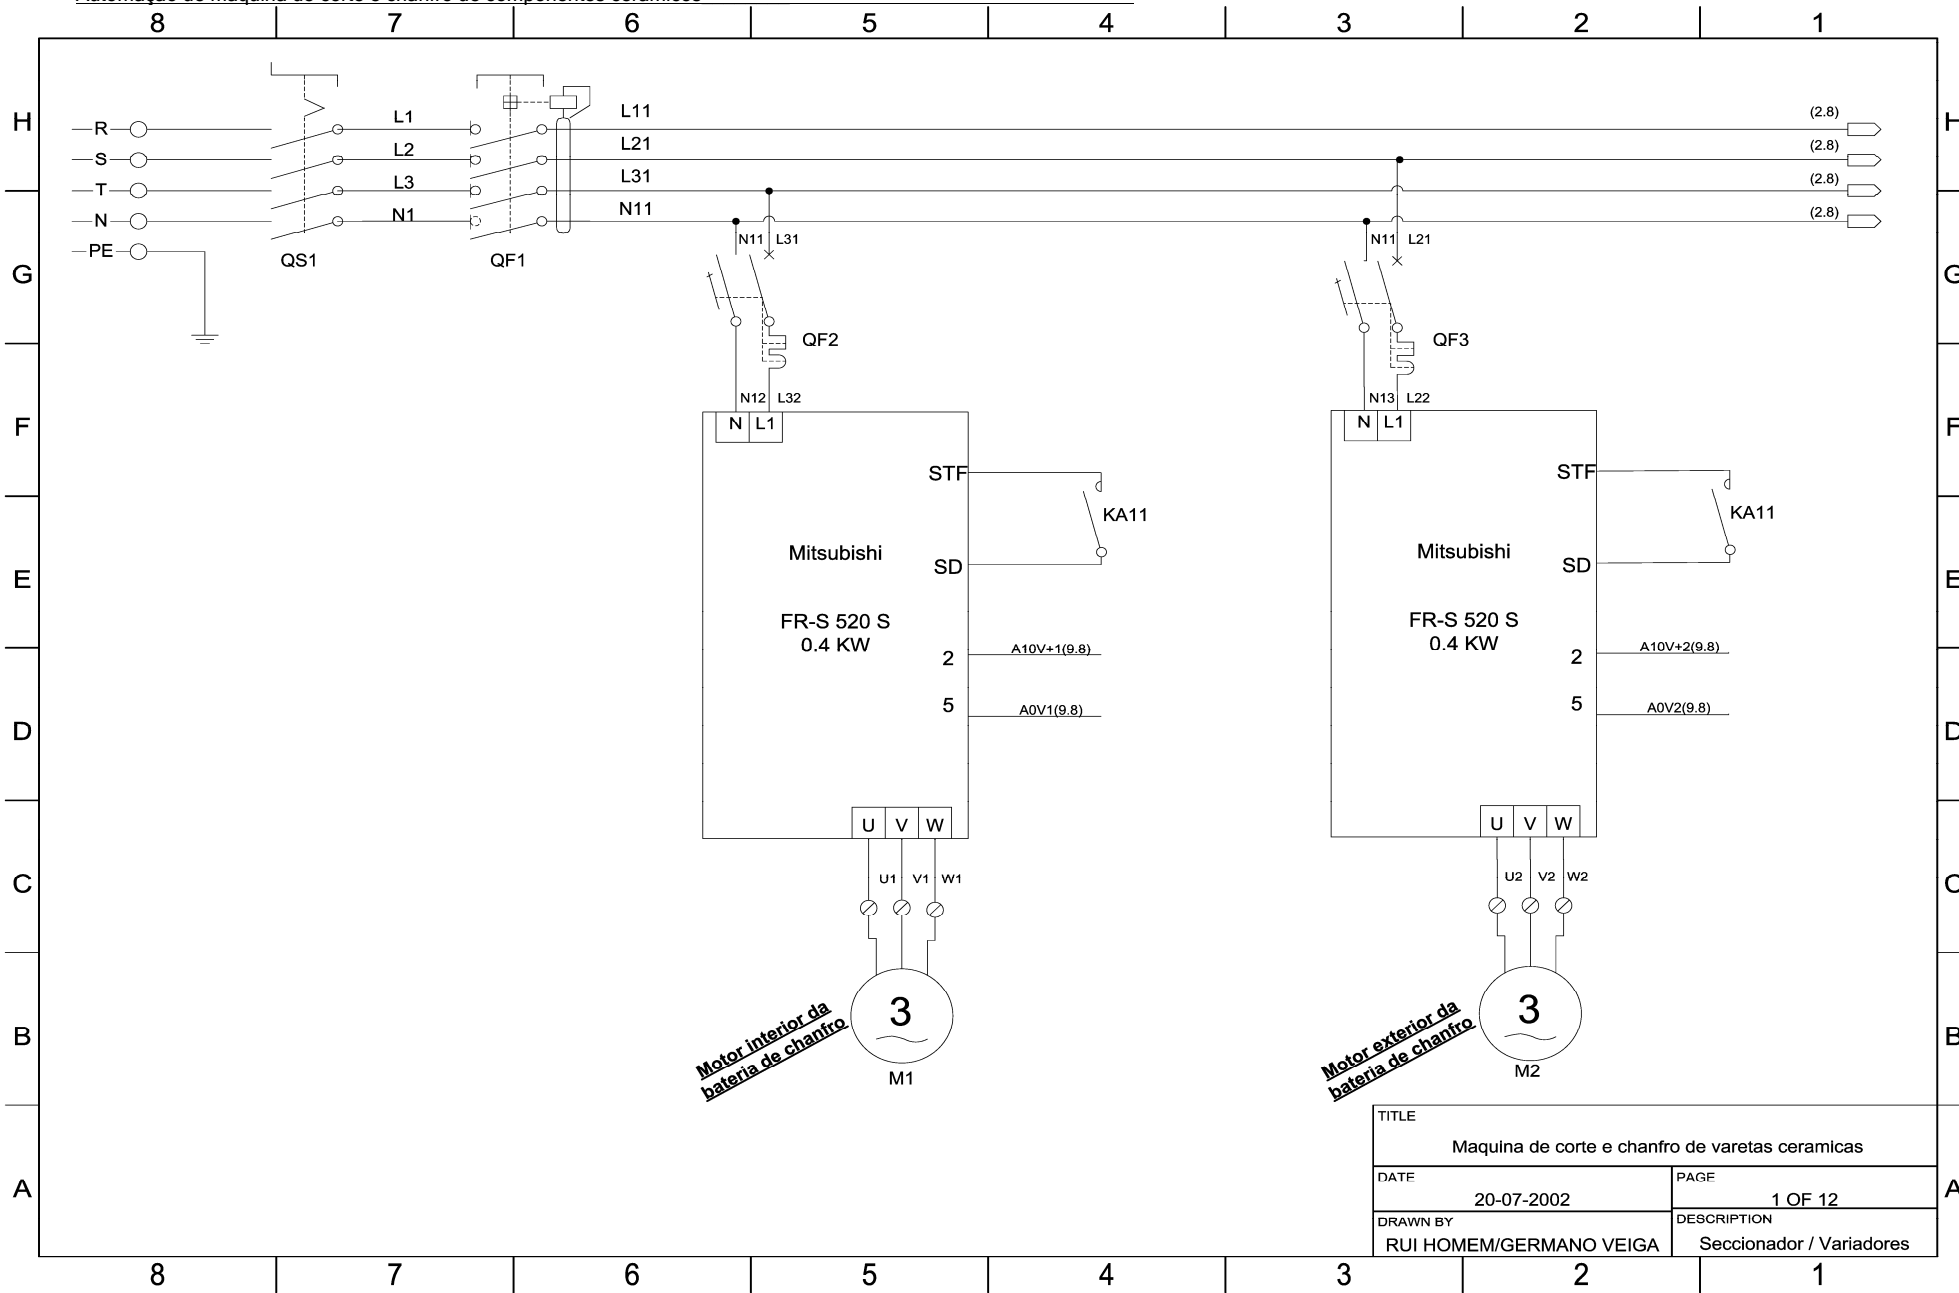 8 7 6 5 4 3 2 1
H
R
L1
L11
(2.8)
H
S
L2
L21
(2.8)
T
L3
L31
(2.8)
N
N1
N11
(2.8)
PE
QS1
QF1
G
G
N11 L31
N11 L21
QF2
QF3
N12 L32
N13 L22
F
F
N L1
N L1
STF
STF
KA11
KA11
Mitsubishi
Mitsubishi
SD
SD
E
E
FR-S 520 S
0.4 KW
FR-S 520 S
0.4 KW
2
A10V+1(9.8)
2
A10V+2(9.8)
5
A0V1(9.8)
5
A0V2(9.8)
D
D
U V W
U V W
C
C
U1 V1 W1
U2 V2 W2
3
3
Motor interior da
bateria de chanfro
Motor exterior da
bateria de chanfro
B
B
M1
M2
TITLE
Maquina de corte e chanfro de varetas ceramicas
A
A
DATE
20-07-2002
PAGE
1 OF 12
DRAWN BY
RUI HOMEM/GERMANO VEIGA
DESCRIPTION
Seccionador / Variadores
8 7 6 5 4 3 2 1